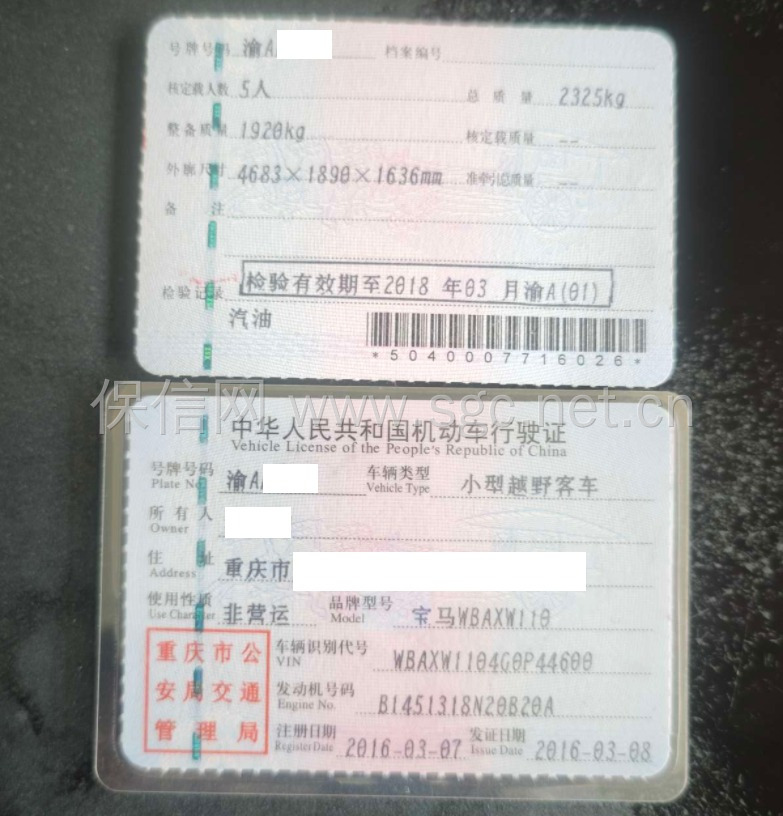 号牌号码 渝A 档案编号
核定载人数 5人 总质量 2325kg
整备质量 1920kg 核定载质量 --
外廓尺寸 4683×1890×1636mm 准牵引总质量 --
备注
检验记录 检验有效期至2018 年03 月渝A(01)
汽油
*5040007716026*
保信网 www.sgc.net.cn
中华人民共和国机动车行驶证
Vehicle License of the People's Republic of China
号牌号码 渝A 车辆类型 小型越野客车
Plate No. Vehicle Type
所有人
Owner
住址 重庆市
Address
使用性质 非营运 品牌型号 宝马WBAXW110
Use Character Model
重庆市公安局交通管理局
车辆识别代号 WBAXW1104G0P44600
VIN
发动机号码 B1451318N20B20A
Engine No.
注册日期 2016-03-07 发证日期 2016-03-08
Register Date Issue Date